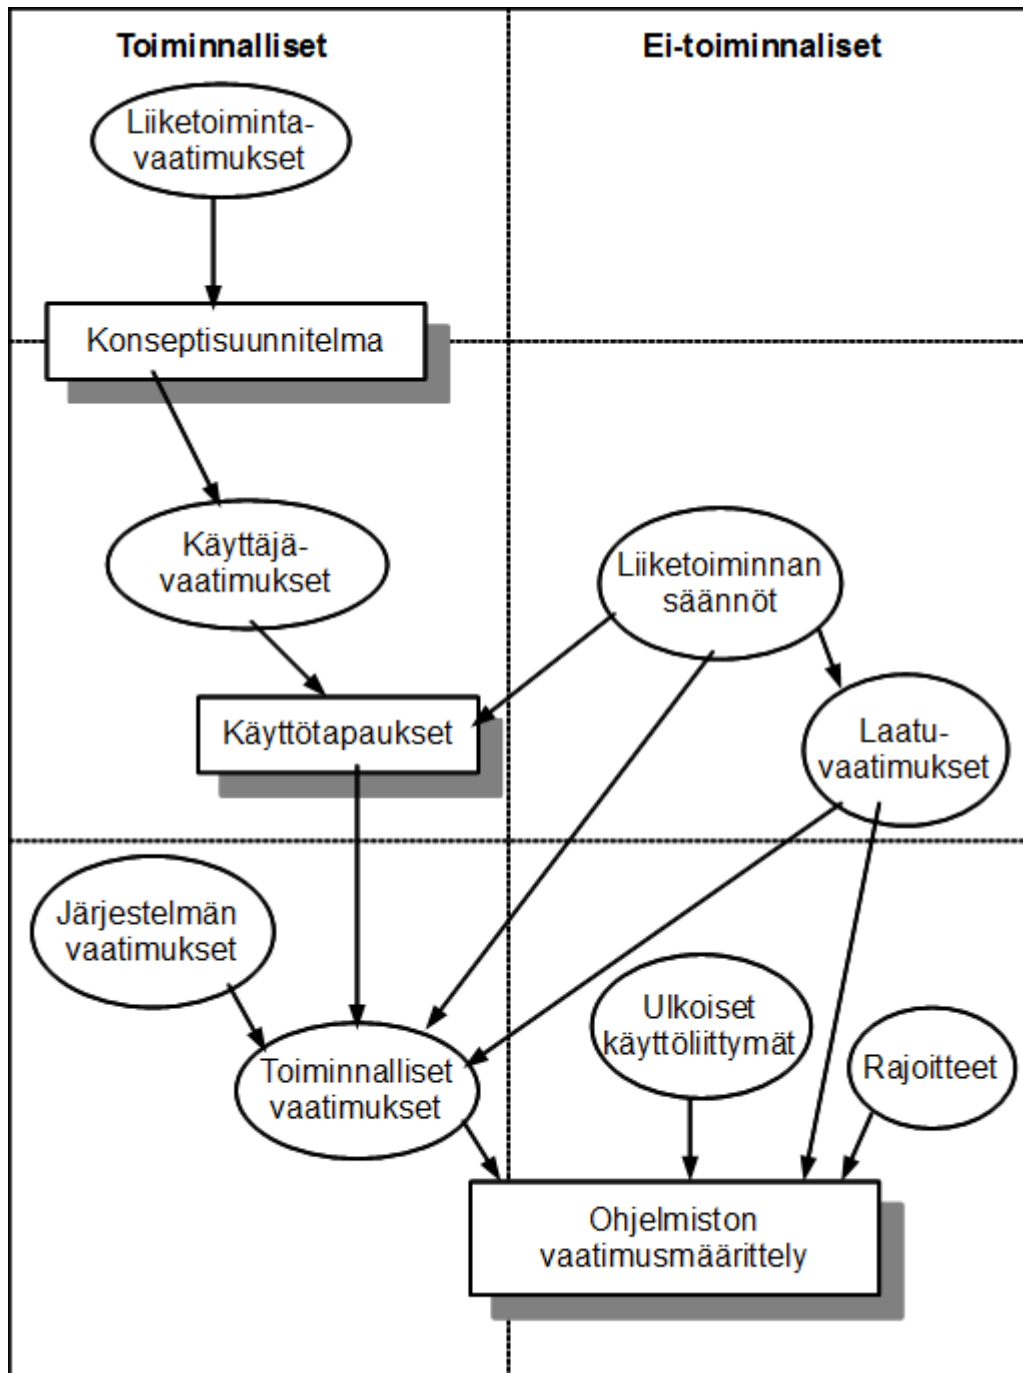 Toiminnalliset
Ei-toiminnaliset
Liiketoiminta-
vaatimukset
Konseptisuunnitelma
Käyttäjä-
vaatimukset
Liiketoiminnan
säännöt
Käyttötapaukset
Laatu-
vaatimukset
Järjestelmän
vaatimukset
Ulkoiset
käyttöliittymät
Rajoitteet
Toiminnalliset
vaatimukset
Ohjelmiston
vaatimusmäärittely